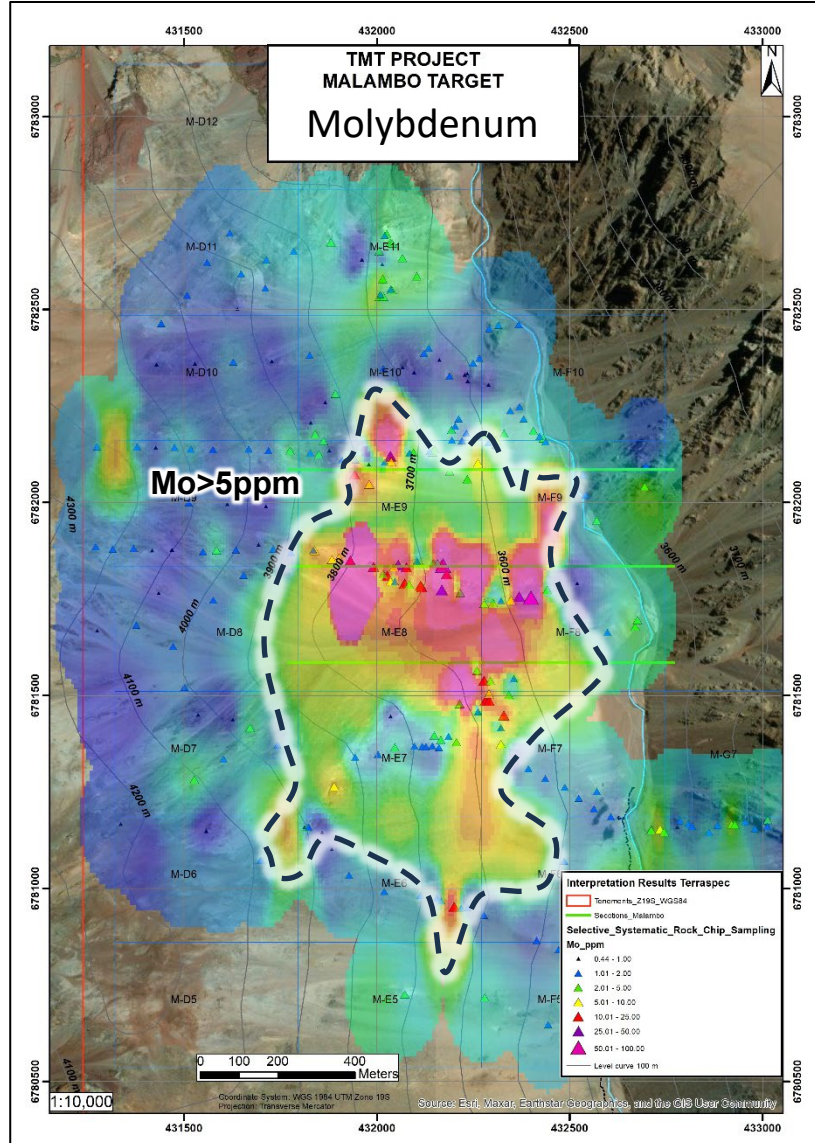 431500 432000 432500 433000
TMT PROJECT
MALAMBO TARGET
Molybdenum
N
6783000 6783000
M-D12
M-D11 M-E11
6782500 6782500
M-D10 M-E10 M-F10
Mo>5ppm
3700 m
4300 m
6782000 6782000
M-D9 M-E9 M-F9
3900 m
3800 m
3600 m
3600 m
3700 m
4000 m
M-D8 M-E8 M-F8
4100 m
6781500 6781500
M-D7 M-E7 M-F7 M-G7
4200 m
6781000 6781000
M-D6 M-E6
M-D5 M-E5 M-F5
4100 m
Interpretation Results Terraspec
Tenements_Z19S_WGS84
Sections_Malambo
Selective_Systematic_Rock_Chip_Sampling
Mo_ppm
0.44 - 1.00
1.01 - 2.00
2.01 - 5.00
5.01 - 10.00
10.01 - 25.00
25.01 - 50.00
50.01 - 100.00
Level curve 100 m
0 100 200 400
Meters
6780500 6780500
1:10,000
Coordinate System: WGS 1984 UTM Zone 19S
Projection: Transverse Mercator
Source: Esri, Maxar, Earthstar Geographics, and the GIS User Community
431500 432000 432500 433000